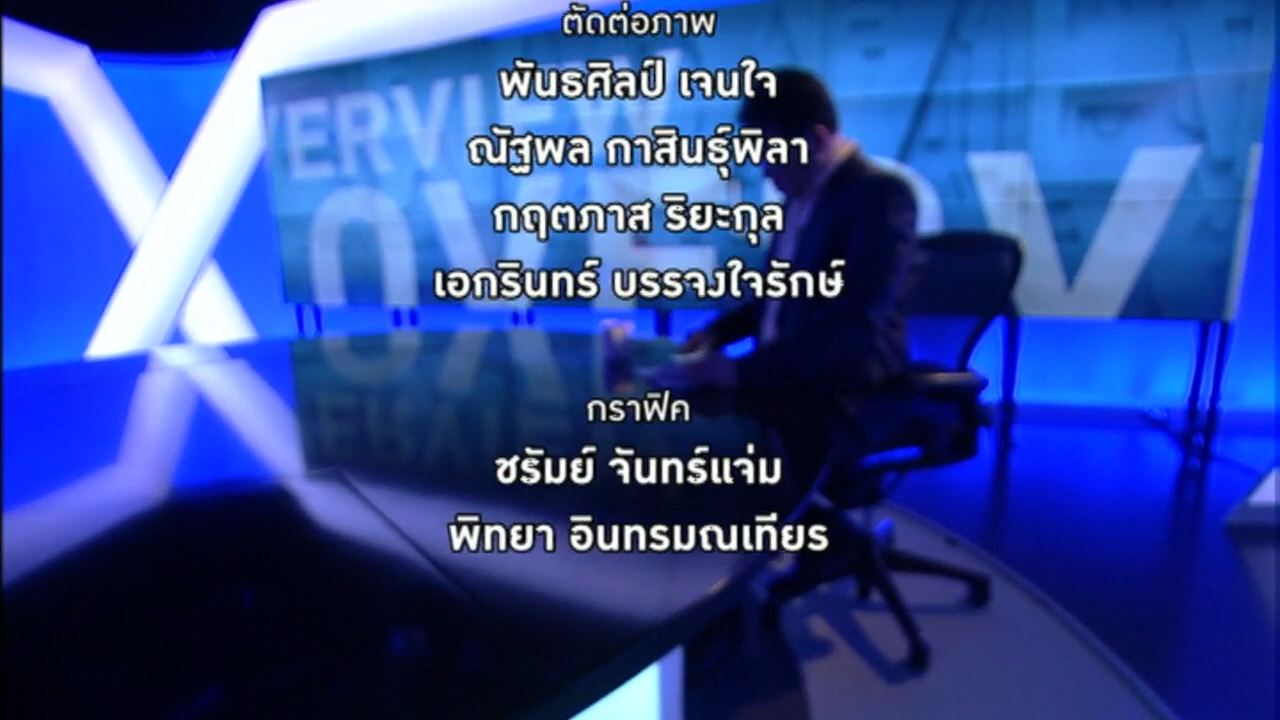 ตัดต่อภาพ
พันธศิลป์ เจนใจ
ณัฐพล กาสินธุ์พิลา
กฤตภาส ริยะกุล
เอกรินทร์ บรรจงใจรักษ์
กราฟิค
ชรัมย์ จันทร์แจ่ม
พิทยา อินทรมณเทียร
VERVIEW
OVERV